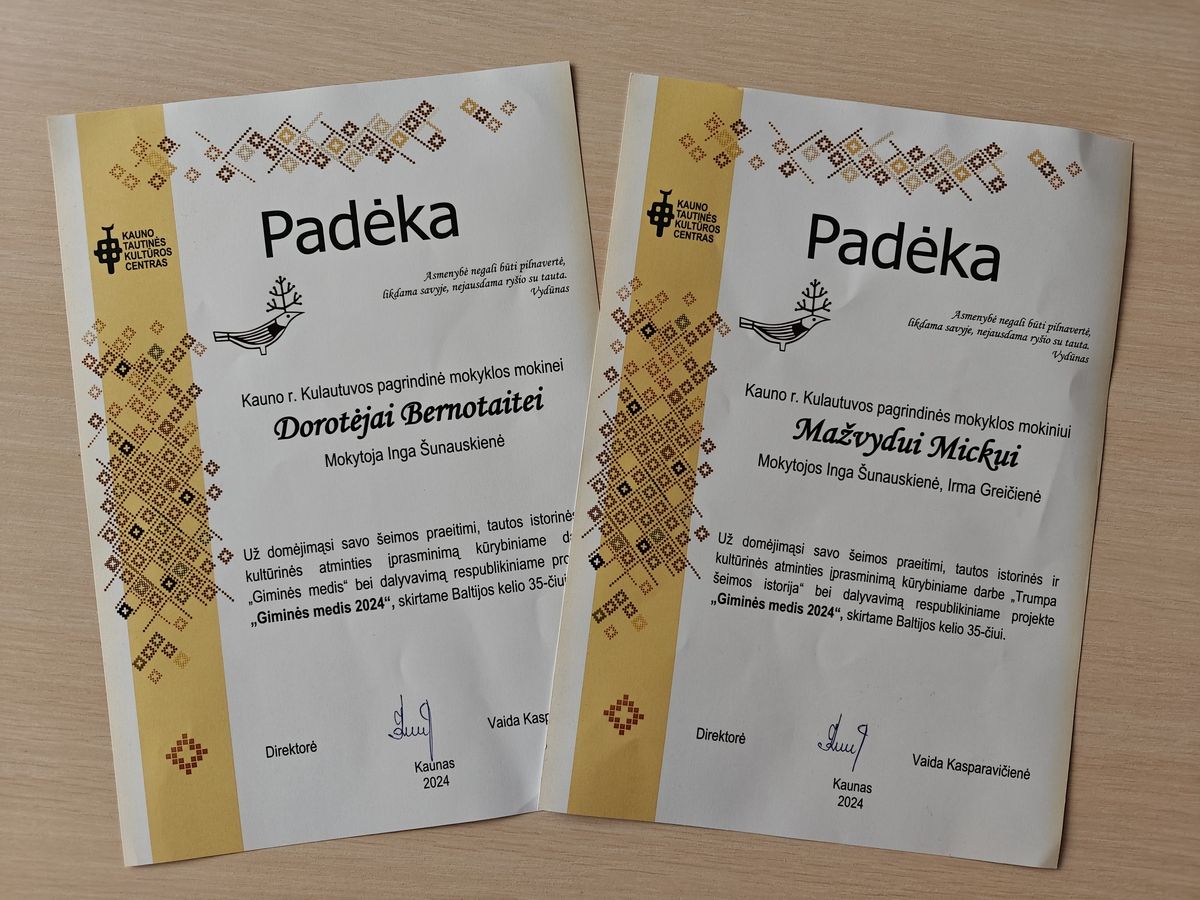 KAUNO
TAUTINĖS
KULTŪROS
CENTRAS
Padėka
Asmenybė negali būti pilnavertė,
likdama savyje, nejausdama ryšio su tauta.
Vydūnas
Kauno r. Kulautuvos pagrindinė mokyklos mokinei
Dorotėjai Bernotaitei
Mokytoja Inga Šunauskienė
Už domėjimąsi savo šeimos praeitimi, tautos istorinės
kultūrinės atminties įprasminimą kūrybiniame
„Giminės medis“ bei dalyvavimą respublikiniame
„Giminės medis 2024“, skirtame Baltijos kelio 35-čiui
Direktorė
Vaida
Kaunas
2024
KAUNO
TAUTINĖS
KULTŪROS
CENTRAS
Padėka
Asmenybė negali būti pilnavertė,
likdama savyje, nejausdama ryšio su tauta.
Vydūnas
Kauno r. Kulautuvos pagrindinės mokyklos mokiniui
Mažvydui Mickui
Mokytojos Inga Šunauskienė, Irma Greičienė
Už domėjimąsi savo šeimos praeitimi, tautos istorinės ir
kultūrinės atminties įprasminimą kūrybiniame darbe „Trumpa
šeimos istorija“ bei dalyvavimą respublikiniame projekte
„Giminės medis 2024“, skirtame Baltijos kelio 35-čiui.
Direktorė
Vaida Kasparavičienė
Kaunas
2024